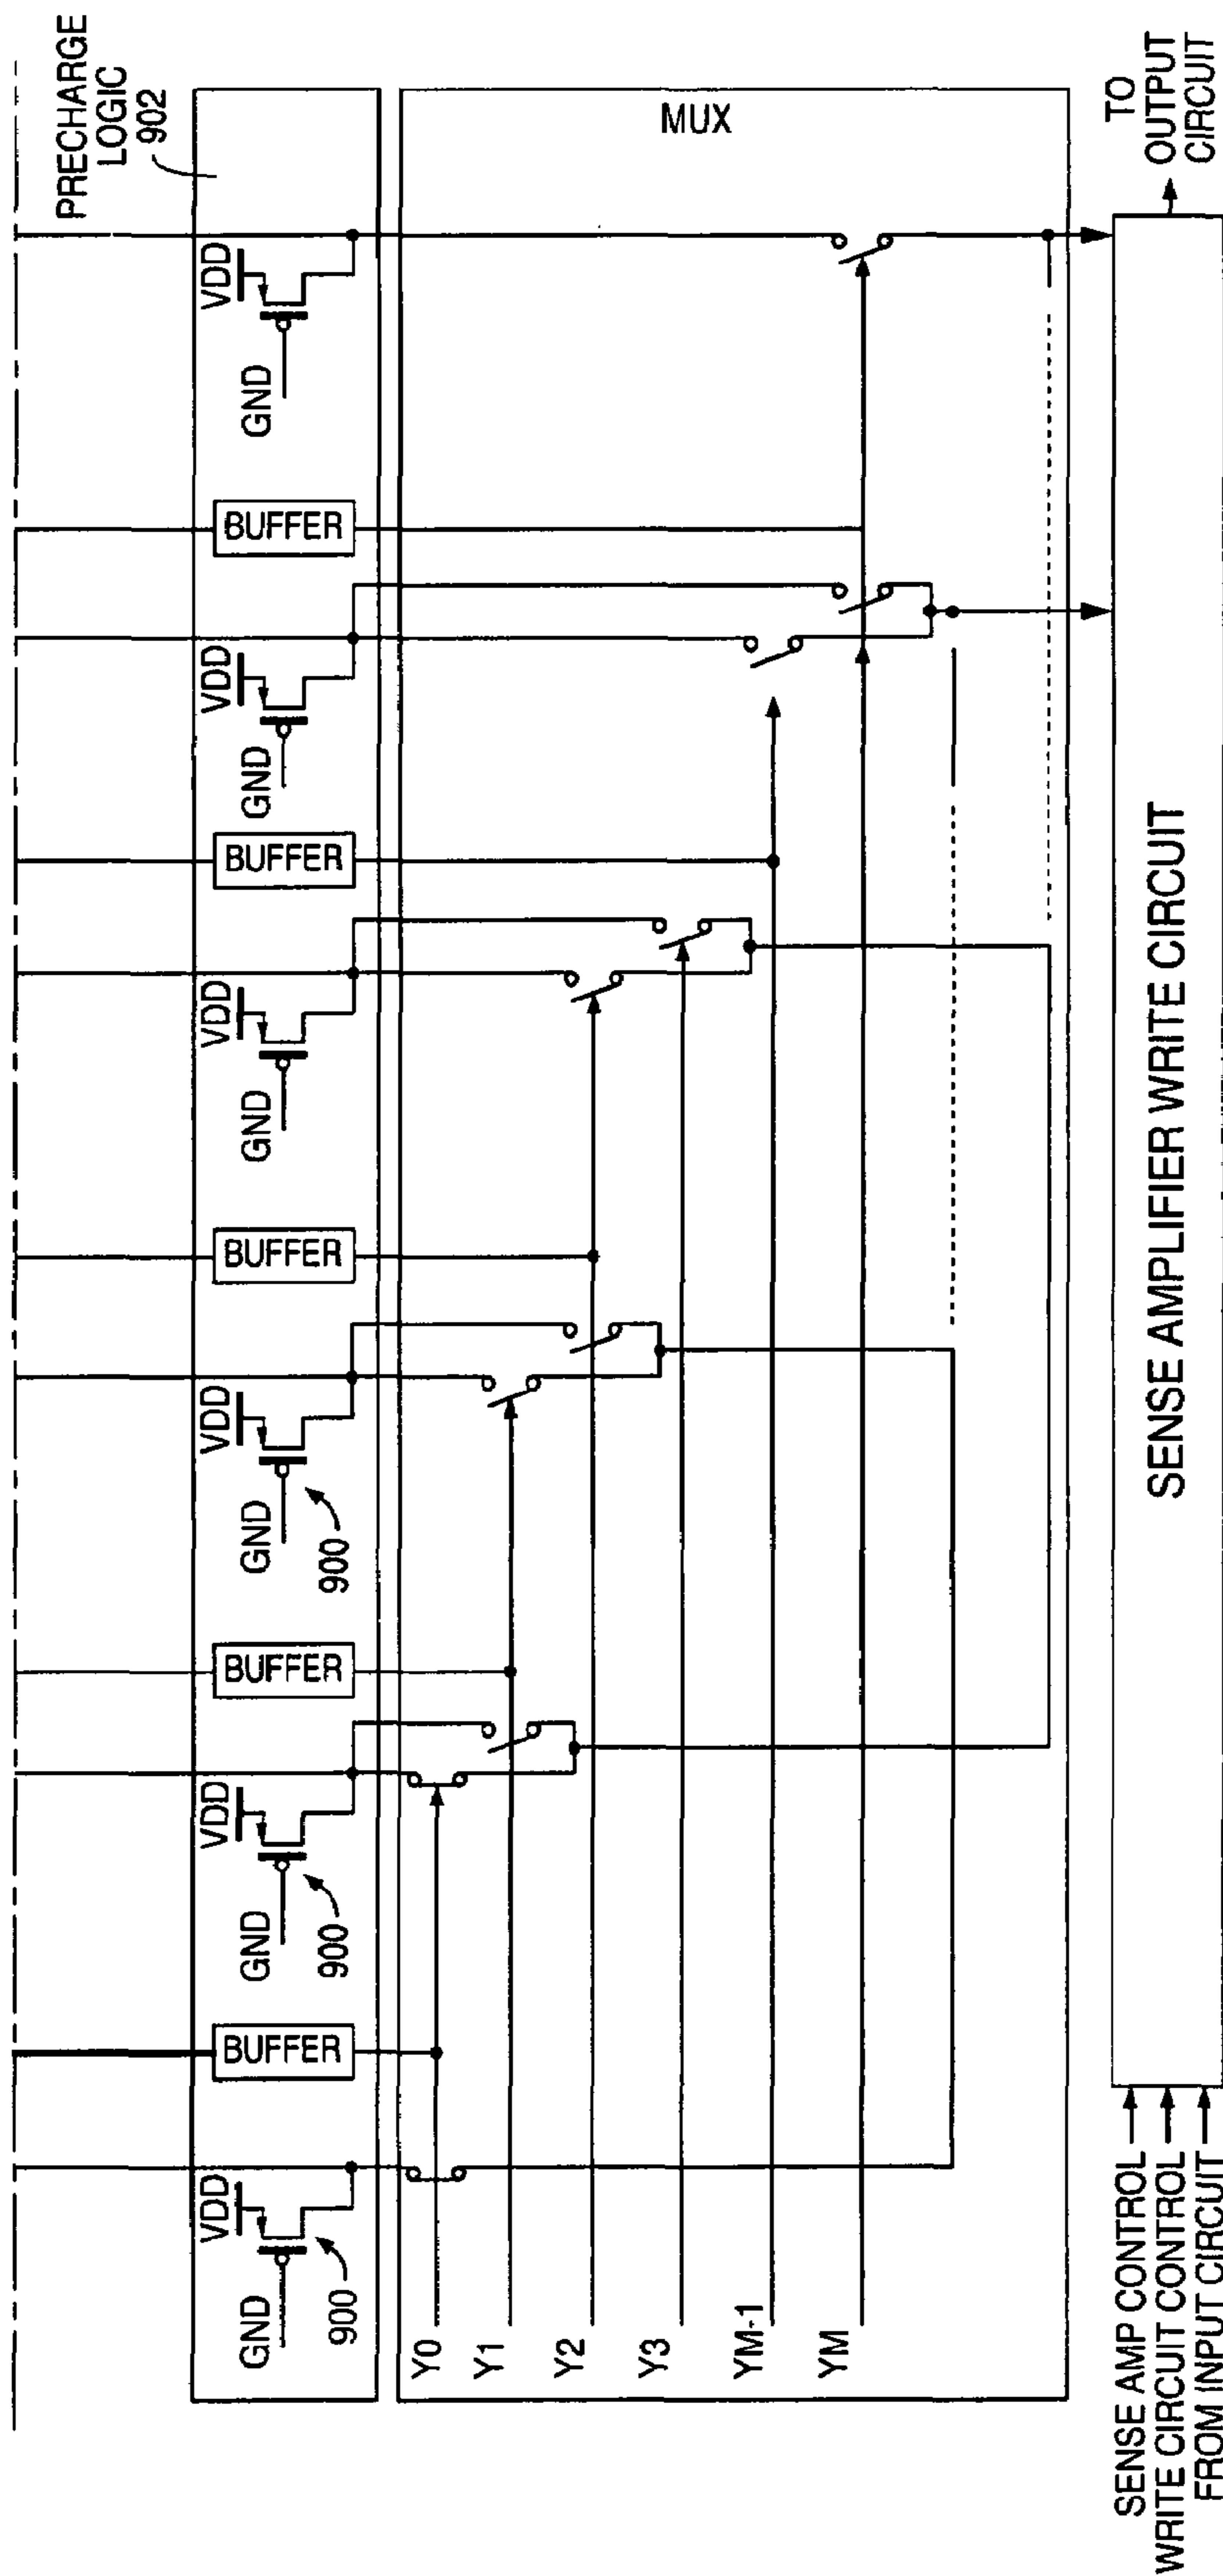 PRECHARGE
LOGIC
902
VDD
GND
900
BUFFER
VDD
GND
900
BUFFER
VDD
GND
900
BUFFER
VDD
GND
BUFFER
VDD
GND
BUFFER
VDD
GND
MUX
Y0
Y1
Y2
Y3
YM-1
YM
SENSE AMP CONTROL
WRITE CIRCUIT CONTROL
FROM INPUT CIRCUIT
SENSE AMPLIFIER WRITE CIRCUIT
TO
OUTPUT
CIRCUIT